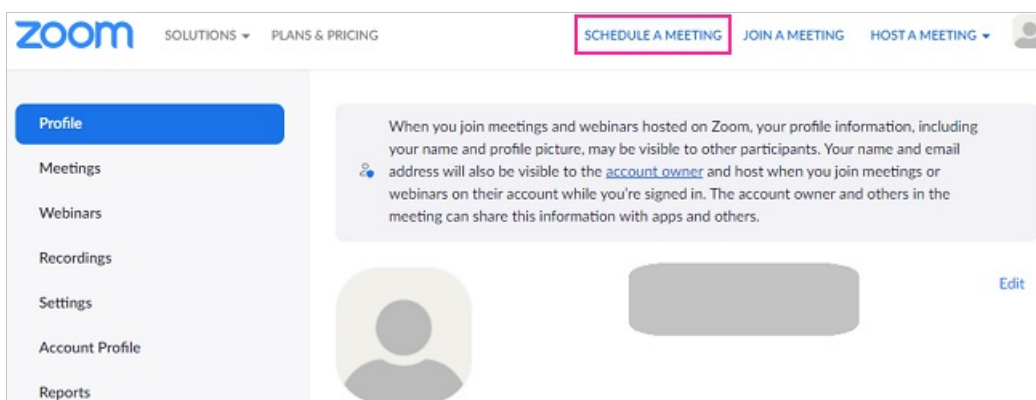 zoom SOLUTIONS PLANS & PRICING SCHEDULE A MEETING JOIN A MEETING HOST A MEETING
Profile
Meetings
Webinars
Recordings
Settings
Account Profile
Reports
When you join meetings and webinars hosted on Zoom, your profile information, including
your name and profile picture, may be visible to other participants. Your name and email
address will also be visible to the account owner and host when you join meetings or
webinars on their account while you're signed in. The account owner and others in the
meeting can share this information with apps and others.
Edit